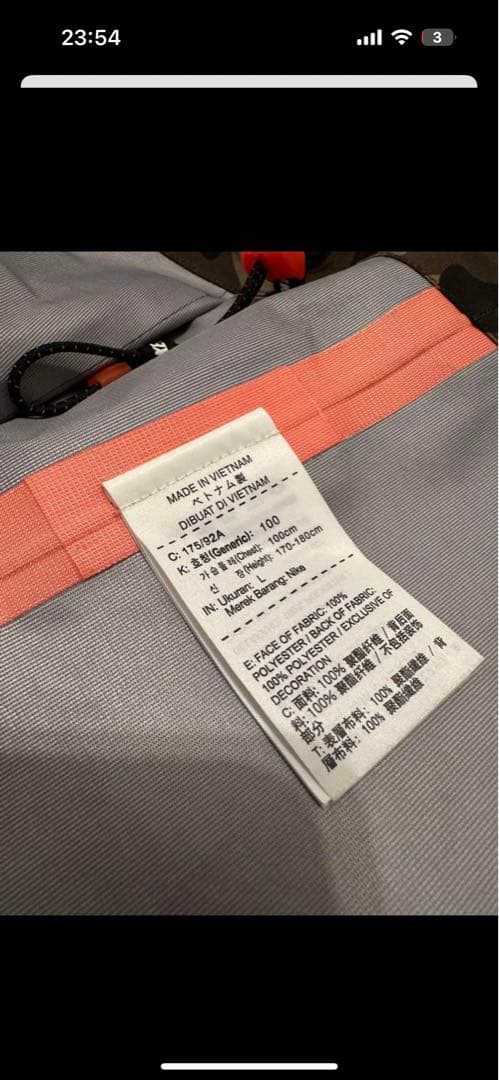 23:54
3
MADE IN VIETNAM
ベトナム製
DIBUAT DI VIETNAM
C: 175/92A
K: 호칭(Generic): 100
가슴둘레(Chest): 100cm
신 장(Height): 170-180cm
IN: Ukuran: L
Merek Barang: Nike
E: FACE OF FABRIC: 100%
POLYESTER / BACK OF FABRIC:
100% POLYESTER / EXCLUSIVE OF
DECORATION
C: 面料: 100% 聚酯纤维 / 背后面
料: 100% 聚酯纤维 / 不包括装饰
部分
T: 表層布料: 100% 聚酯纖維 / 背
層布料: 100% 聚酯纖維